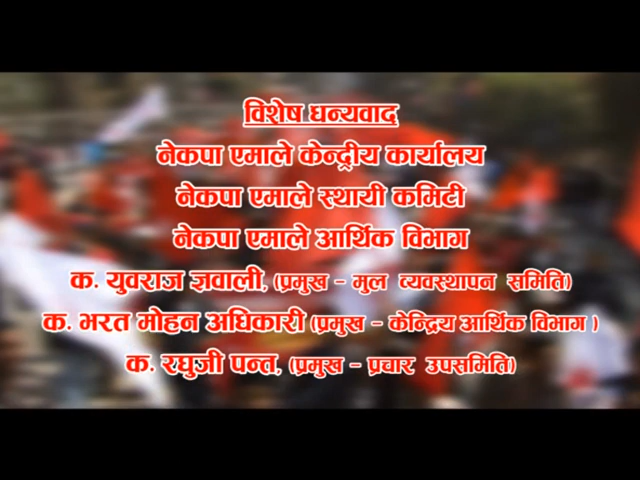 विशेष धन्यवाद
नेकपा एमाले केन्द्रीय कार्यालय
नेकपा एमाले स्थायी कमिटी
नेकपा एमाले आर्थिक विभाग
क. युवराज ज्ञवाली, (प्रमुख - मुल व्यवस्थापन समिति)
क. भरत मोहन अधिकारी (प्रमुख - केन्द्रिय आर्थिक विभाग )
क. रघुजी पन्त, (प्रमुख - प्रचार उपसमिति)